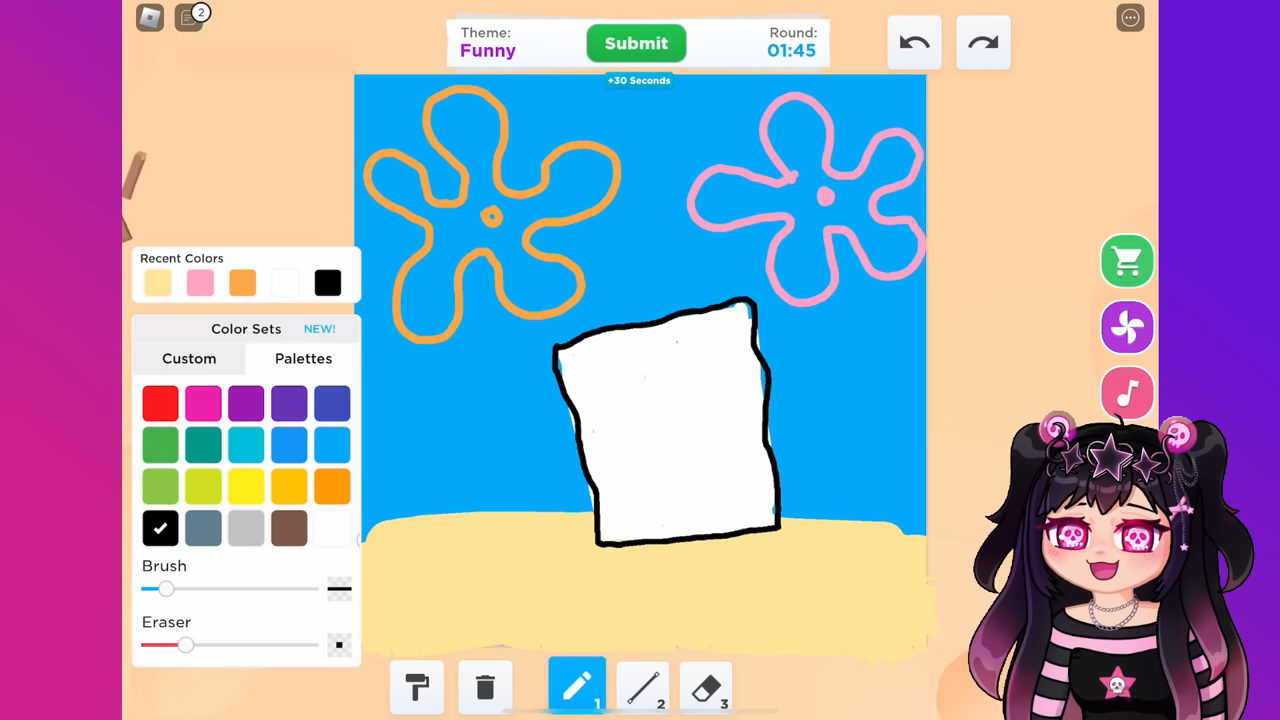 2
Theme:
Funny
Submit
Round:
01:45
+30 Seconds
Recent Colors
Color Sets NEW!
Custom Palettes
Brush
Eraser
1
2
3